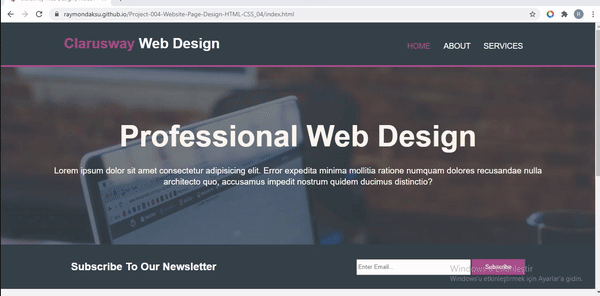 raymondaksu.github.io/Project-004-Website-Page-Design-HTML-CSS_04/index.html
Clarusway Web Design
HOME ABOUT SERVICES
Professional Web Design
Lorem ipsum dolor sit amet consectetur adipisicing elit. Error expedita minima mollitia ratione numquam dolores recusandae nulla
architecto quo, accusamus impedit nostrum quidem ducimus distinctio?
Subscribe To Our Newsletter
Enter Email...
Subscribe
Windows'u Etkinleştir
Windows'u etkinleştirmek için Ayarlar'a gidin.